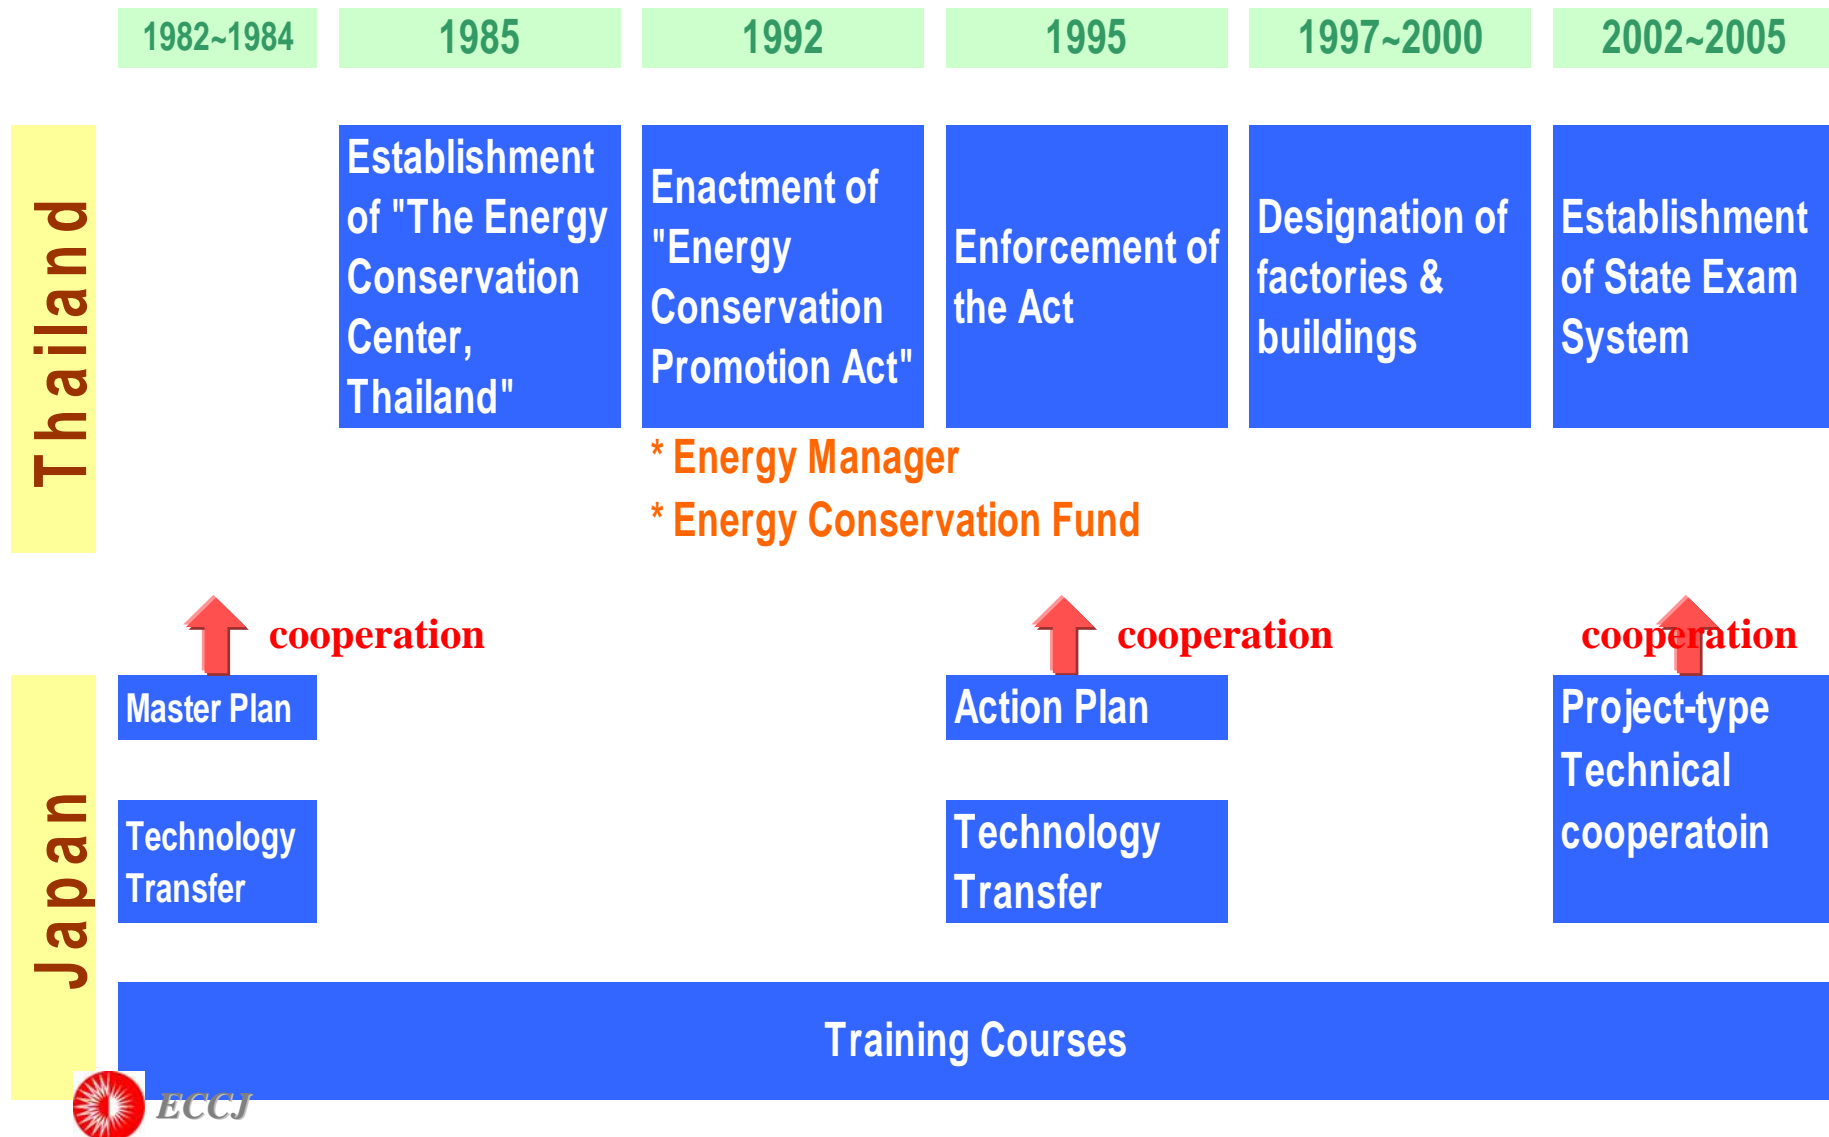 1982~1984
1985
1992
1995
1997~2000
2002~2005
Thailand
Establishment
of "The Energy
Conservation
Center,
Thailand"
Enactment of
"Energy
Conservation
Promotion Act"
Enforcement of
the Act
Designation of
factories &
buildings
Establishment
of State Exam
System
* Energy Manager
* Energy Conservation Fund
cooperation
cooperation
cooperation
Japan
Master Plan
Technology
Transfer
Action Plan
Technology
Transfer
Project-type
Technical
cooperatoin
Training Courses
ECCJ